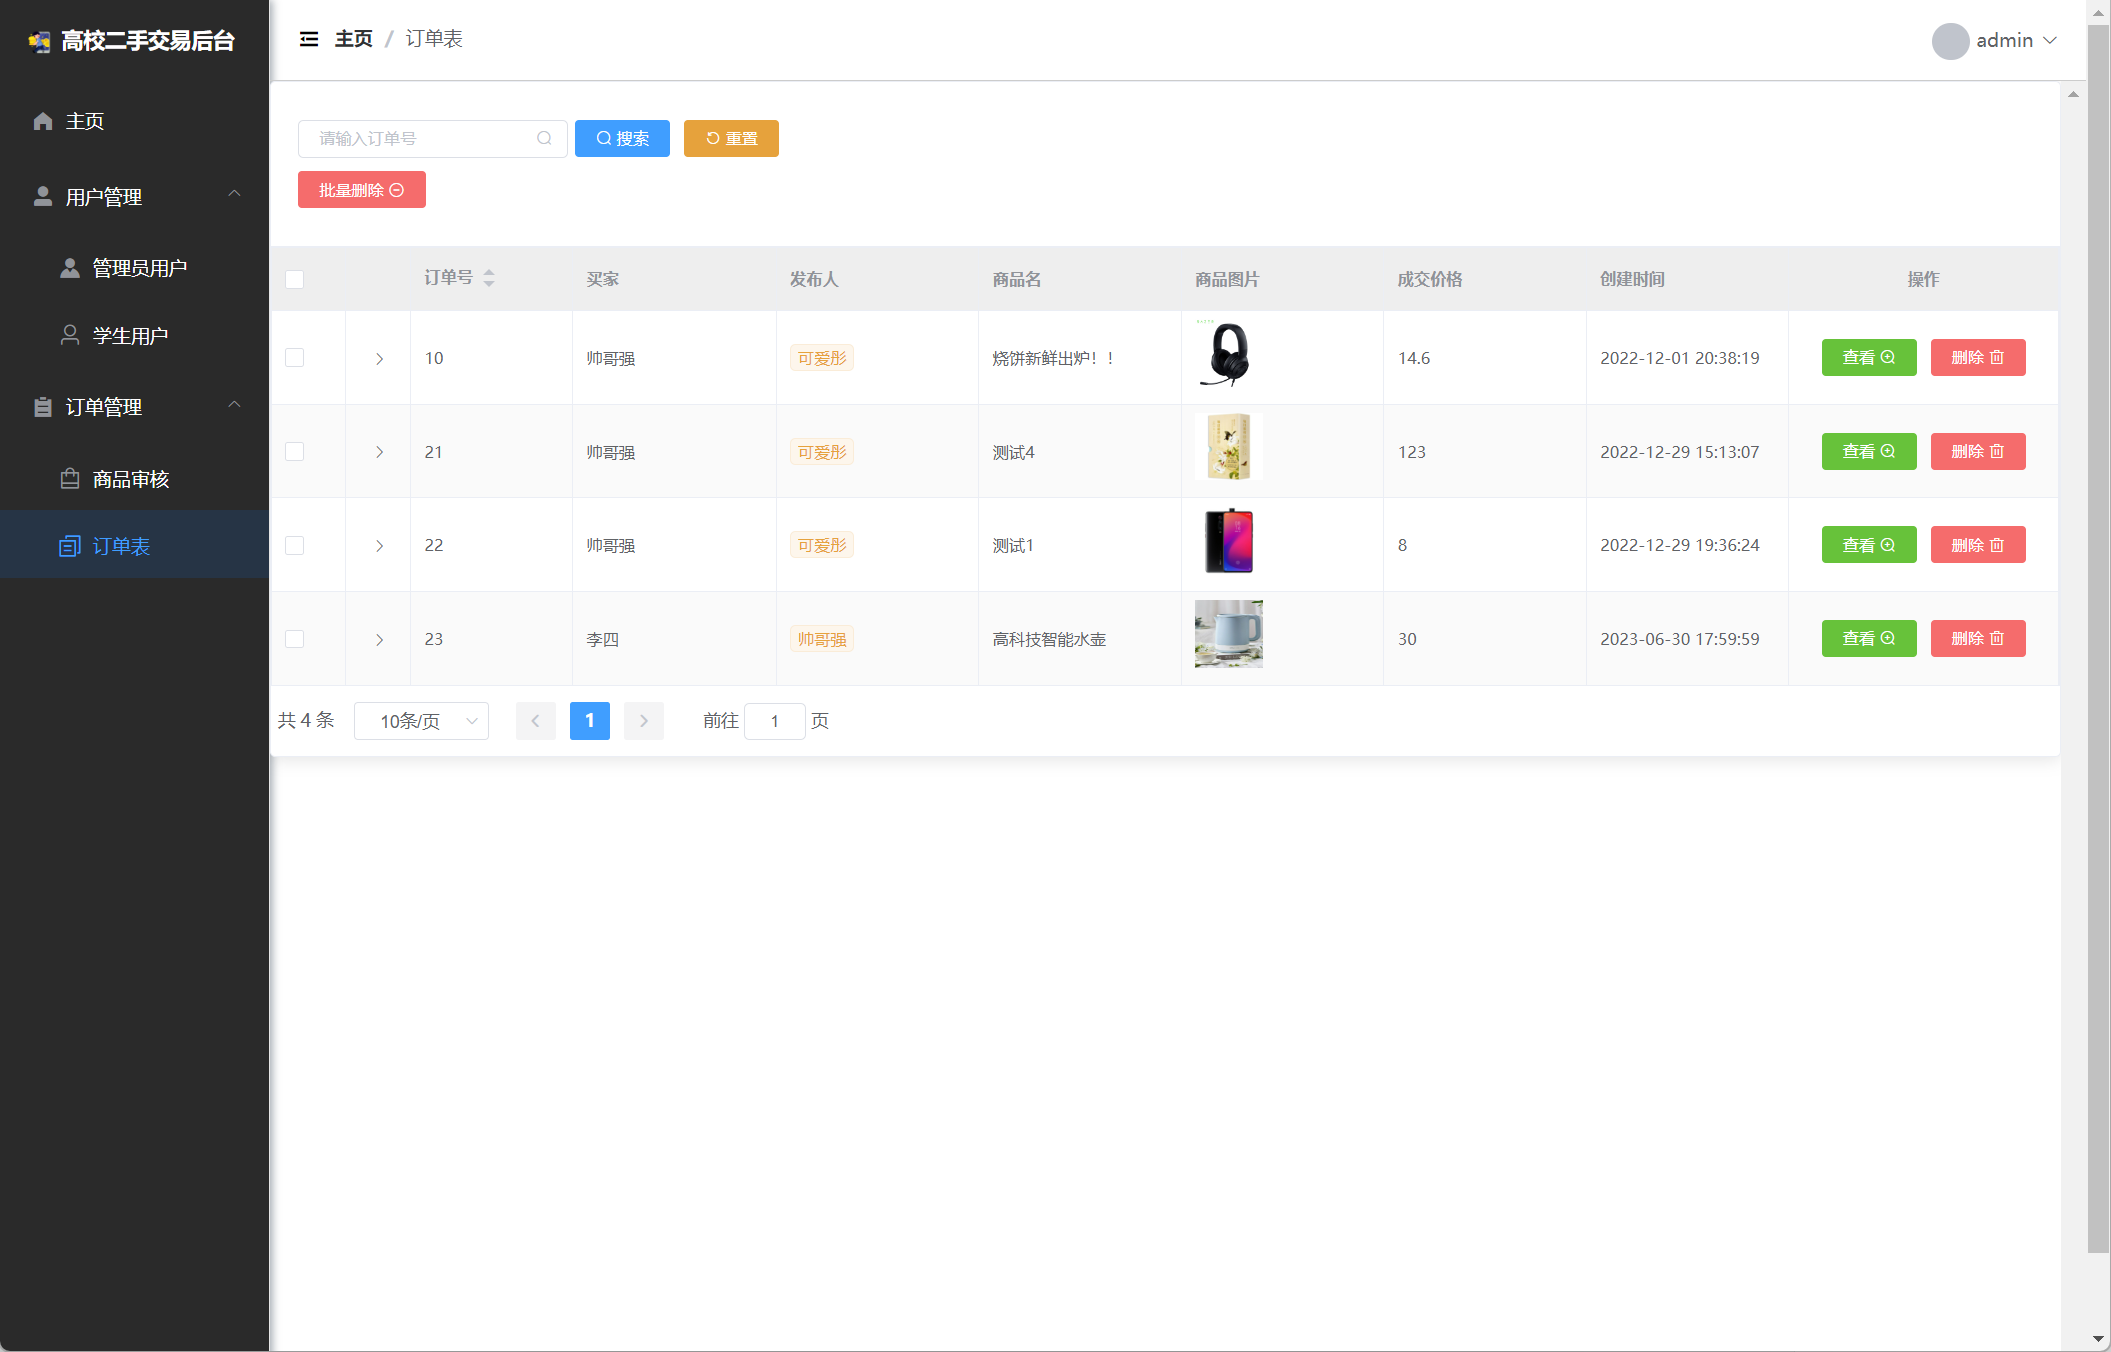 高校二手交易后台
主页 / 订单表
admin
主页
用户管理
管理员用户
学生用户
订单管理
商品审核
订单表
请输入订单号 搜索 重置
批量删除
订单号 买家 发布人 商品名 商品图片 成交价格 创建时间 操作
10 帅哥强 可爱彤 烧饼新鲜出炉！！ 14.6 2022-12-01 20:38:19 查看 删除
21 帅哥强 可爱彤 测试4 123 2022-12-29 15:13:07 查看 删除
22 帅哥强 可爱彤 测试1 8 2022-12-29 19:36:24 查看 删除
23 李四 帅哥强 高科技智能水壶 30 2023-06-30 17:59:59 查看 删除
共 4 条 10条/页 1 前往 1 页